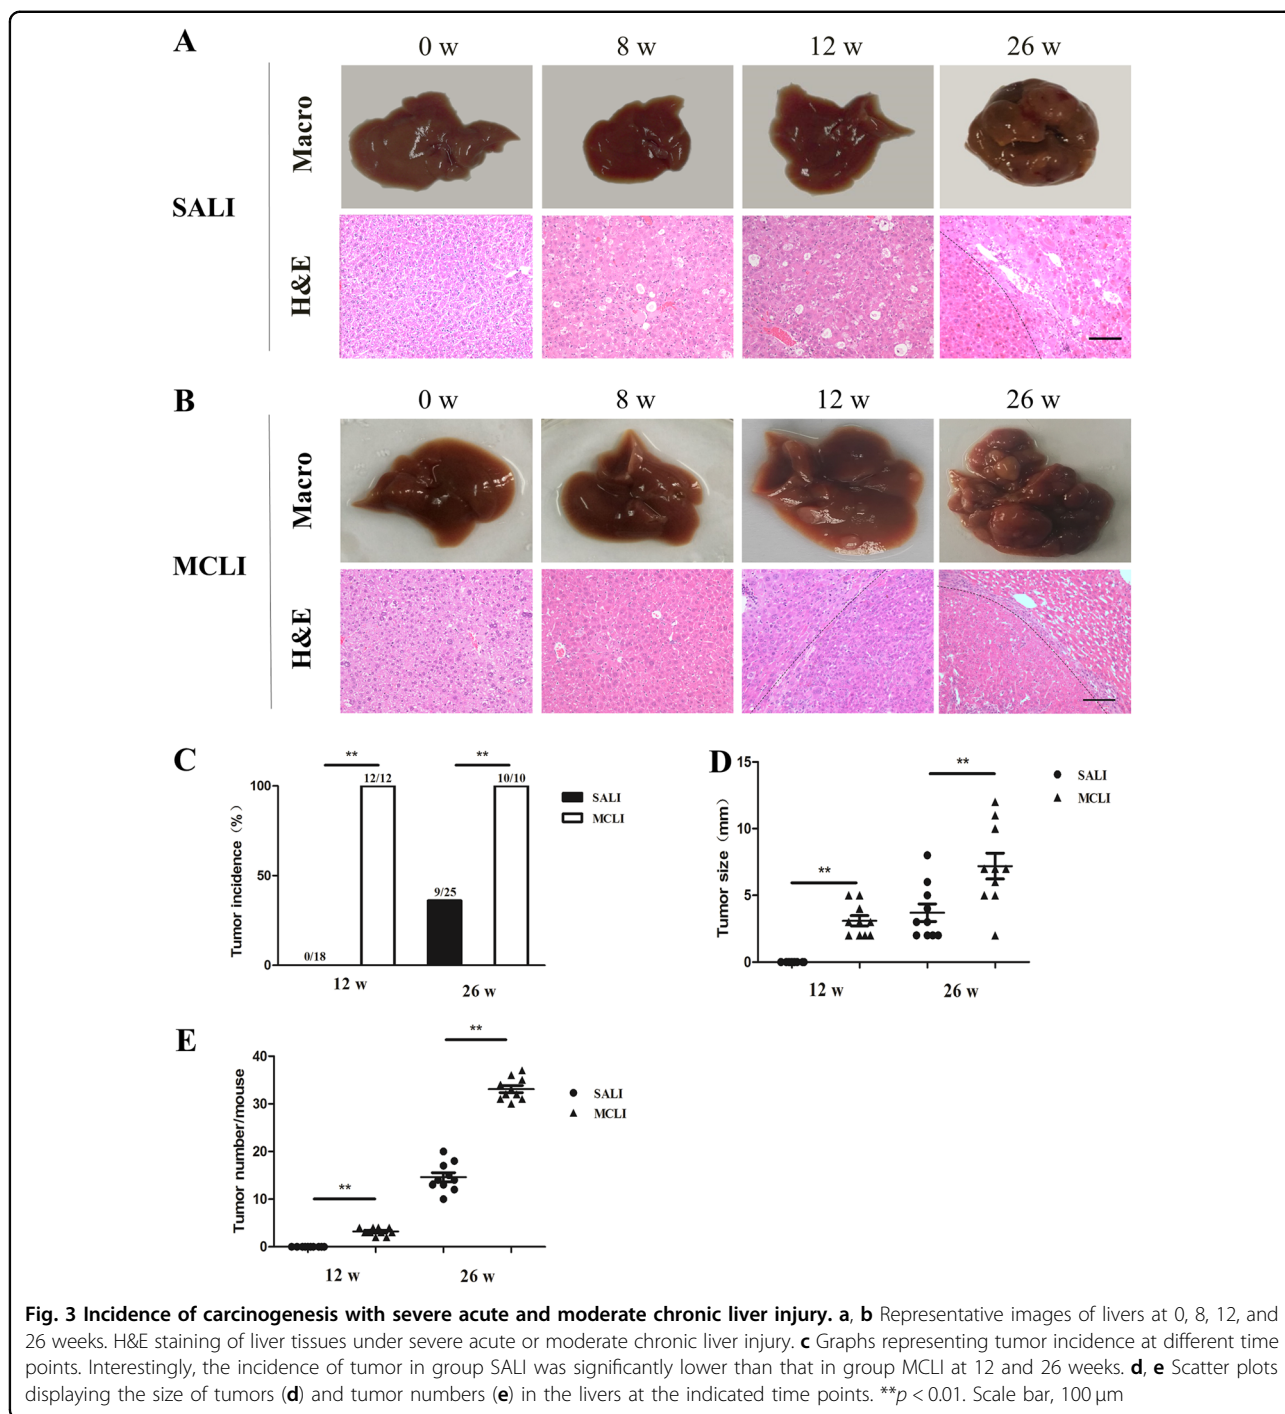 A
0 w
8 w
12 w
26 w
SALI
Macro
H&E
B
0 w
8 w
12 w
26 w
MCLI
Macro
H&E
C
Tumor incidence (%)
100
50
0
**
**
0/18
12/12
9/25
10/10
12 w
26 w
SALI
MCLI
D
Tumor size (mm)
15
10
5
0
**
**
12 w
26 w
SALI
MCLI
E
Tumor number/mouse
40
30
20
10
0
**
**
12 w
26 w
SALI
MCLI
Fig. 3 Incidence of carcinogenesis with severe acute and moderate chronic liver injury. a, b Representative images of livers at 0, 8, 12, and
26 weeks. H&E staining of liver tissues under severe acute or moderate chronic liver injury. c Graphs representing tumor incidence at different time
points. Interestingly, the incidence of tumor in group SALI was significantly lower than that in group MCLI at 12 and 26 weeks. d, e Scatter plots
displaying the size of tumors (d) and tumor numbers (e) in the livers at the indicated time points. **p < 0.01. Scale bar, 100 μm